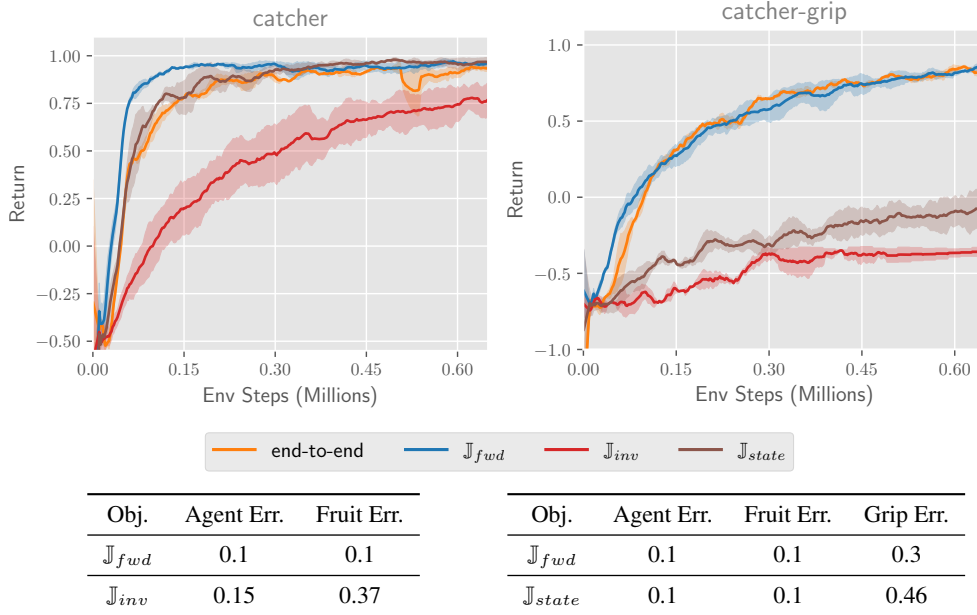 catcher
catcher-grip
1.00
0.75
0.50
0.25
0.00
−0.25
−0.50
Return
0.00 0.15 0.30 0.45 0.60
Env Steps (Millions)
1.0
0.5
0.0
−0.5
−1.0
Return
0.00 0.15 0.30 0.45 0.60
Env Steps (Millions)
end-to-end 𝕁fwd 𝕁inv 𝕁state
Obj. Agent Err. Fruit Err.
𝕁fwd 0.1 0.1
𝕁inv 0.15 0.37
Obj. Agent Err. Fruit Err. Grip Err.
𝕁fwd 0.1 0.1 0.3
𝕁state 0.1 0.1 0.46